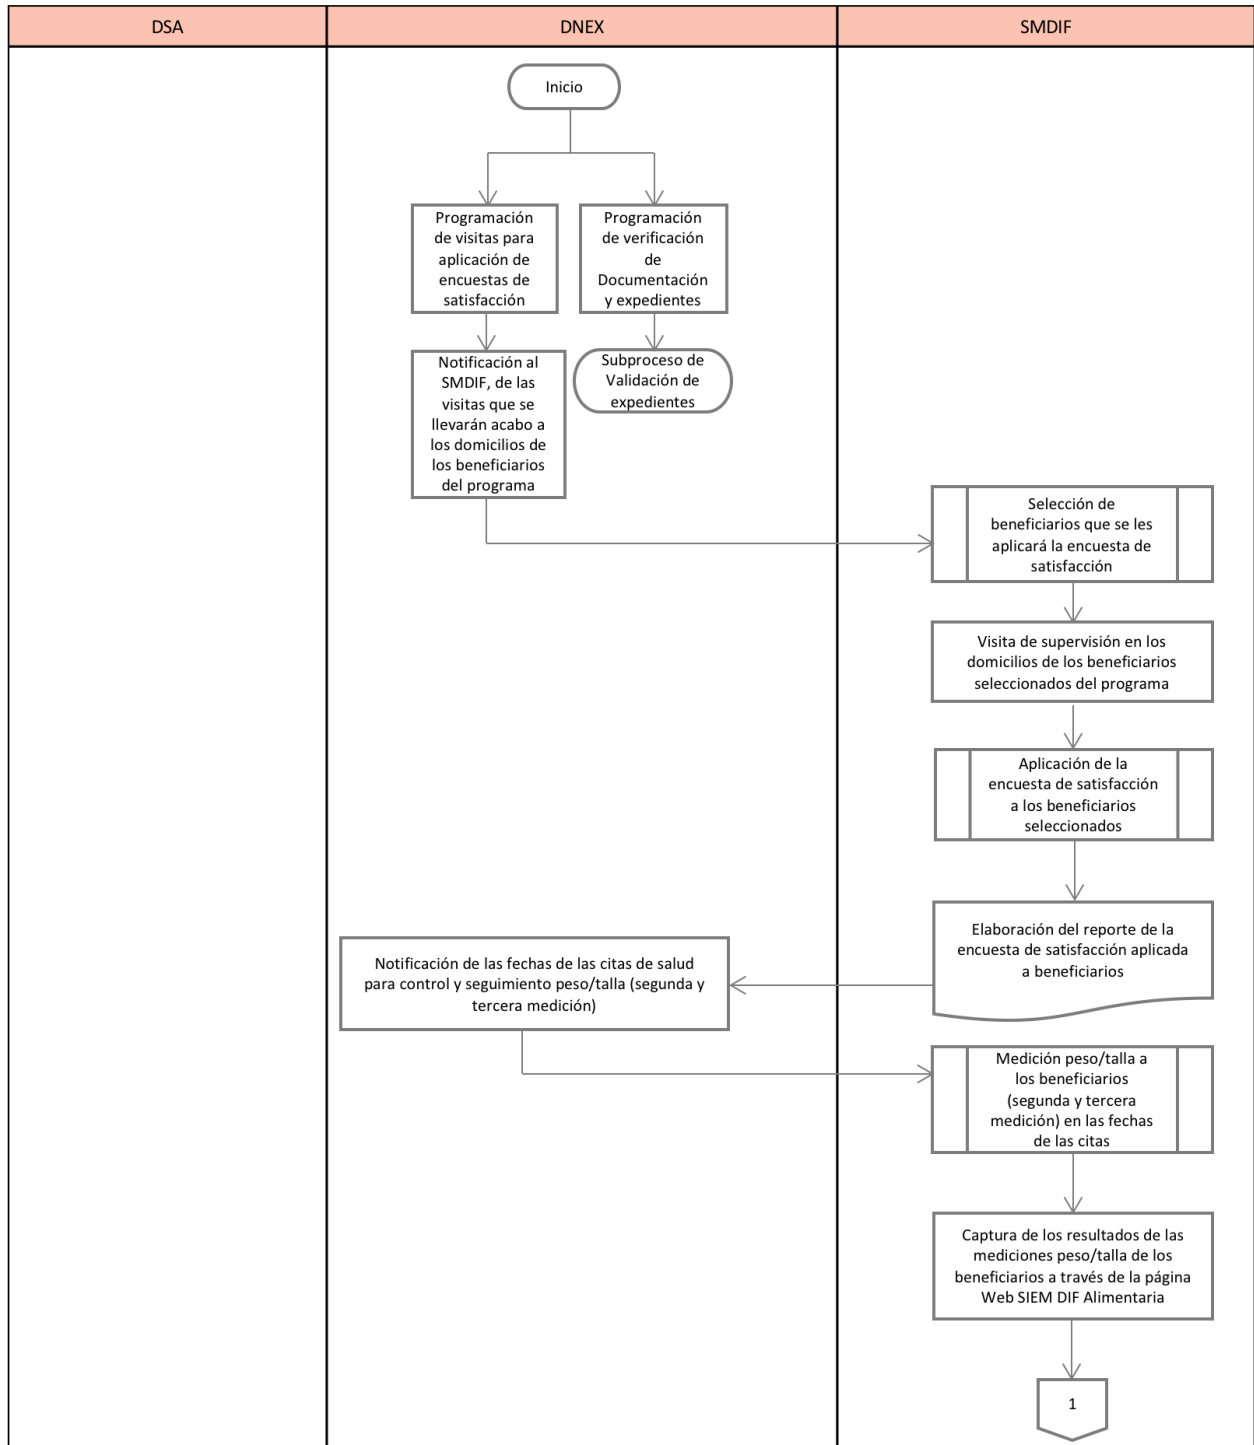 DSA
DNEX
SMDIF
Inicio
Programación
de visitas para
aplicación de
encuestas de
satisfacción
Programación
de verificación
de
Documentación
y expedientes
Notificación al
SMDIF, de las
visitas que se
llevarán acabo a
los domicilios de
los beneficiarios
del programa
Subproceso de
Validación de
expedientes
Selección de
beneficiarios que se les
aplicará la encuesta de
satisfacción
Visita de supervisión en los
domicilios de los beneficiarios
seleccionados del programa
Aplicación de la
encuesta de satisfacción
a los beneficiarios
seleccionados
Elaboración del reporte de la
encuesta de satisfacción aplicada
a beneficiarios
Notificación de las fechas de las citas de salud
para control y seguimiento peso/talla (segunda y
tercera medición)
Medición peso/talla a
los beneficiarios
(segunda y tercera
medición) en las fechas
de las citas
Captura de los resultados de las
mediciones peso/talla de los
beneficiarios a través de la página
Web SIEM DIF Alimentaria
1